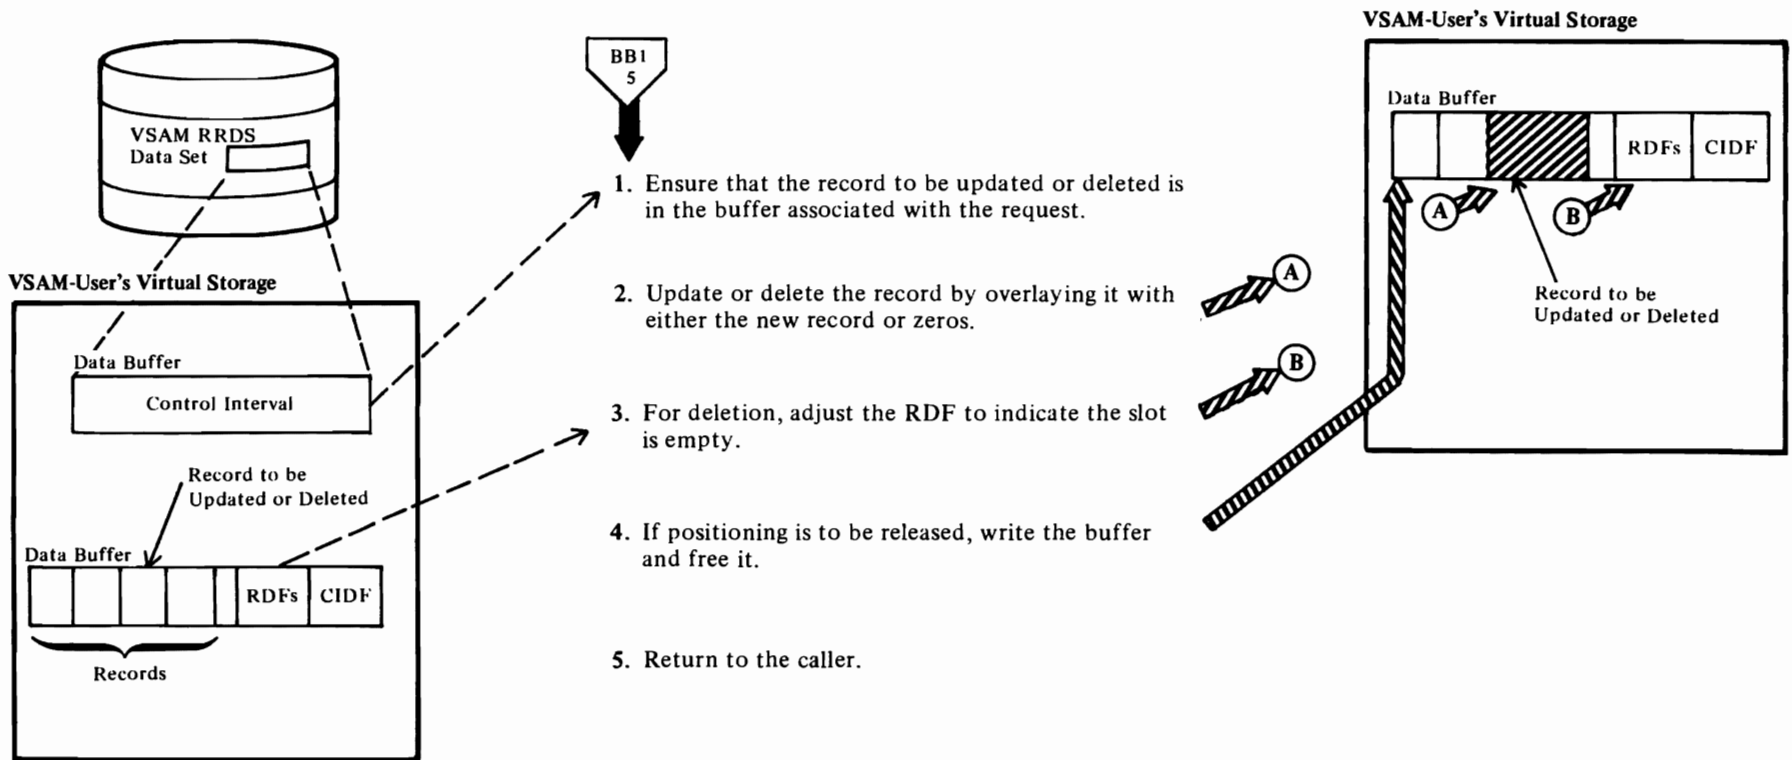 VSAM RRDS
Data Set
VSAM-User's Virtual Storage
Data Buffer
Control Interval
Record to be
Updated or Deleted
Data Buffer
RDFs CIDF
Records
BB1
5
1. Ensure that the record to be updated or deleted is
in the buffer associated with the request.
2. Update or delete the record by overlaying it with
either the new record or zeros.
3. For deletion, adjust the RDF to indicate the slot
is empty.
4. If positioning is to be released, write the buffer
and free it.
5. Return to the caller.
A
B
VSAM-User's Virtual Storage
Data Buffer
RDFs CIDF
A
B
Record to be
Updated or Deleted